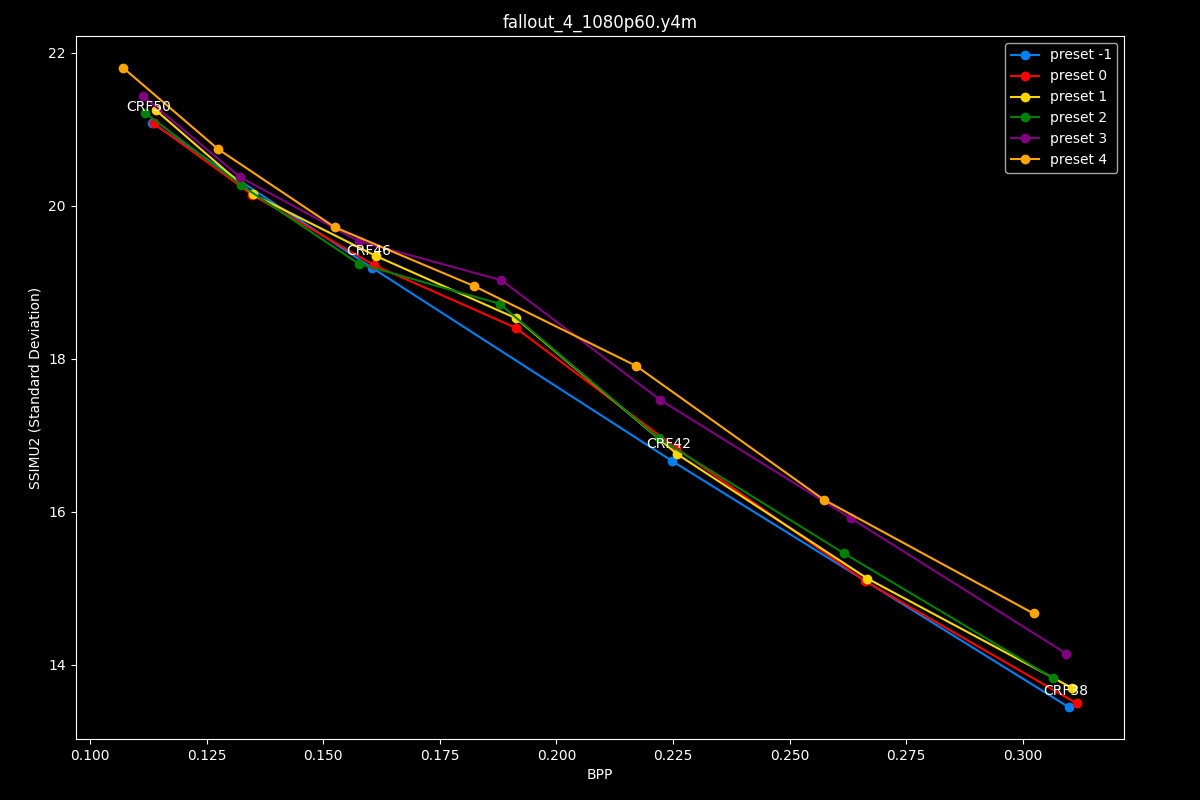 fallout_4_1080p60.y4m
preset -1
preset 0
preset 1
preset 2
preset 3
preset 4
CRF50
CRF46
CRF42
CRF38
SSIMU2 (Standard Deviation)
22
20
18
16
14
0.100
0.125
0.150
0.175
0.200
0.225
0.250
0.275
0.300
BPP